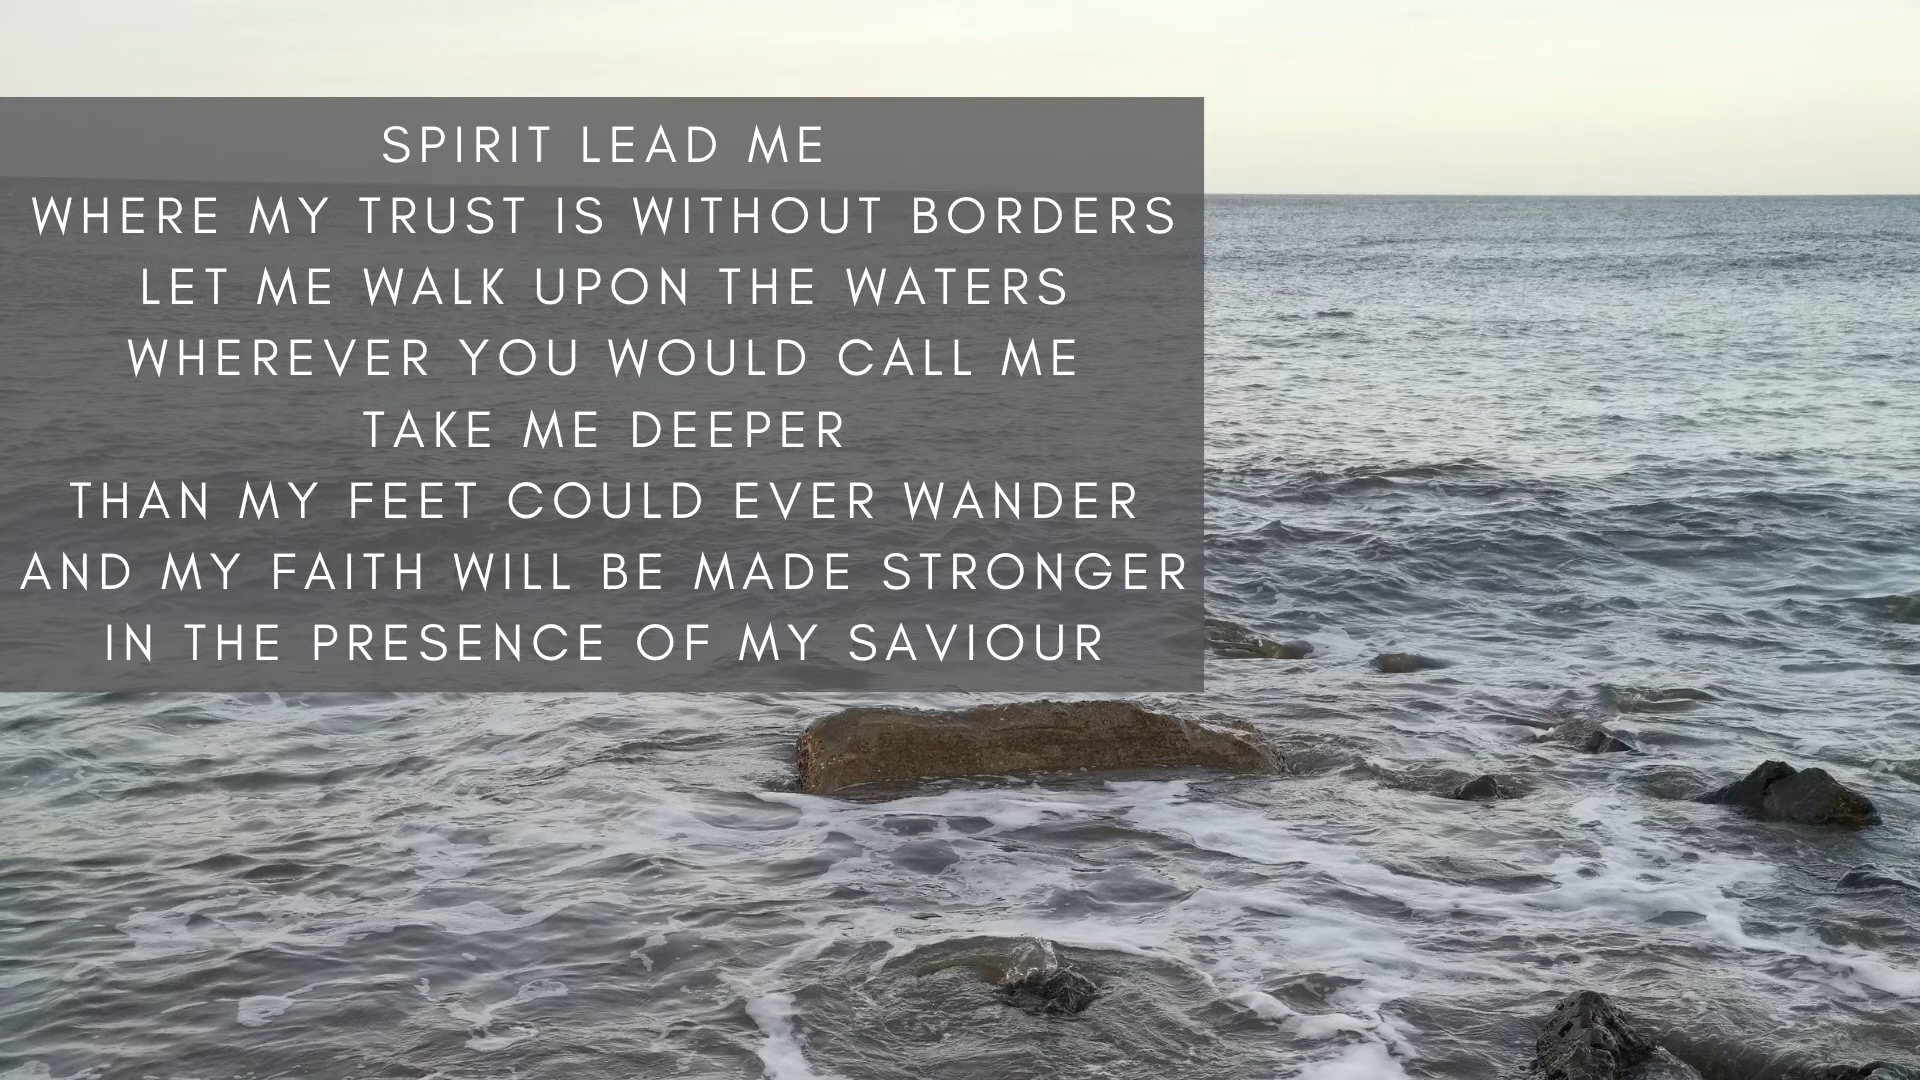 SPIRIT LEAD ME
WHERE MY TRUST IS WITHOUT BORDERS
LET ME WALK UPON THE WATERS
WHEREVER YOU WOULD CALL ME
TAKE ME DEEPER
THAN MY FEET COULD EVER WANDER
AND MY FAITH WILL BE MADE STRONGER
IN THE PRESENCE OF MY SAVIOUR